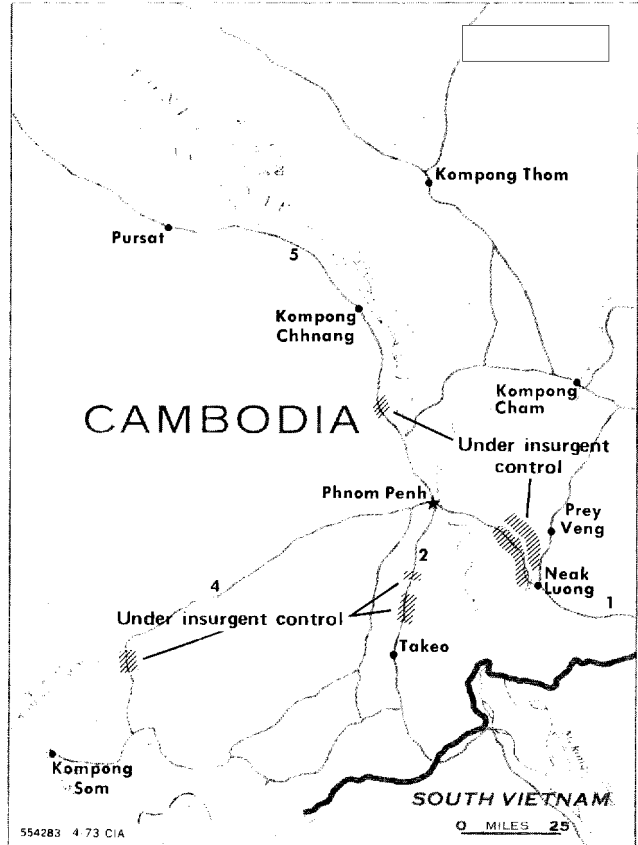 Kompong Thom
Pursat
5
Kompong
Chhnang
Kompong
Cham
CAMBODIA
Under insurgent
control
Phnom Penh
Prey
Veng
2
Neak
Luong
4
1
Under insurgent control
Takeo
Kompong
Som
SOUTH VIETNAM
0 MILES 25
554283 4-73 CIA